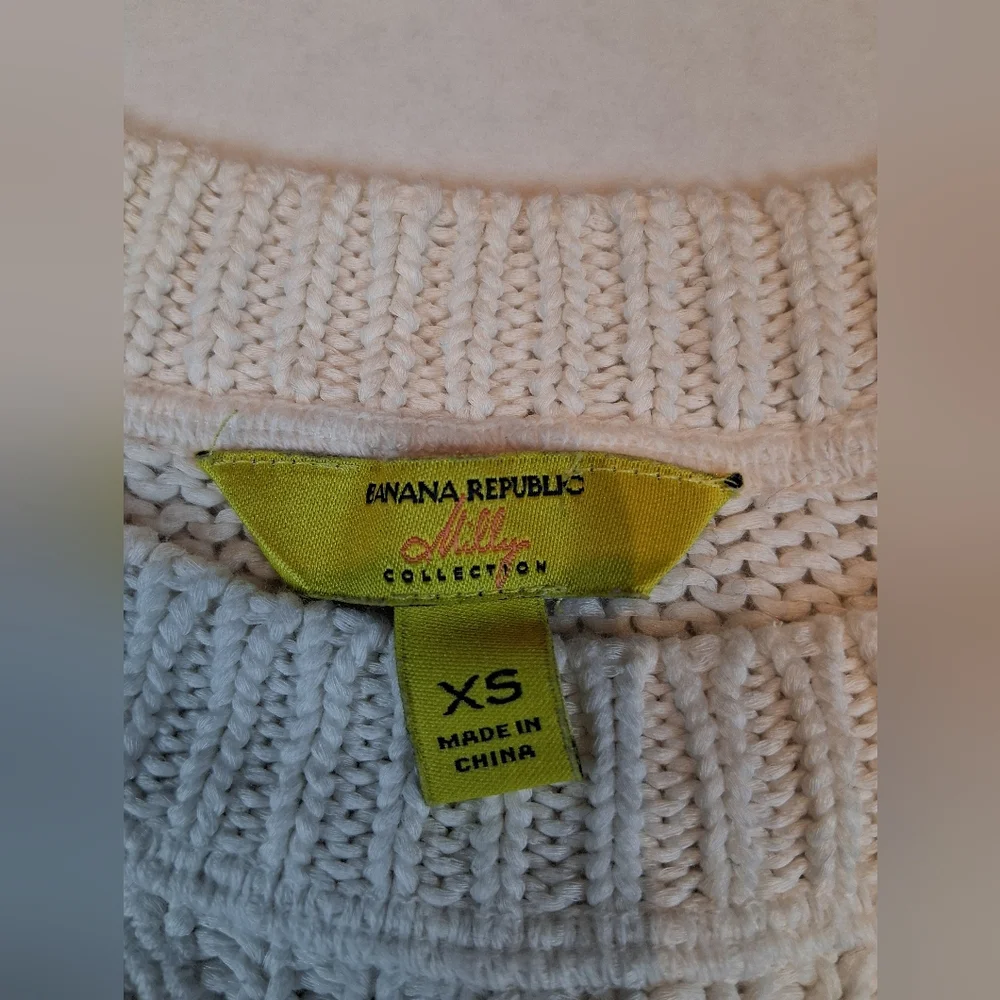 BANANA REPUBLIC
Milly
COLLECTION
XS
MADE IN
CHINA